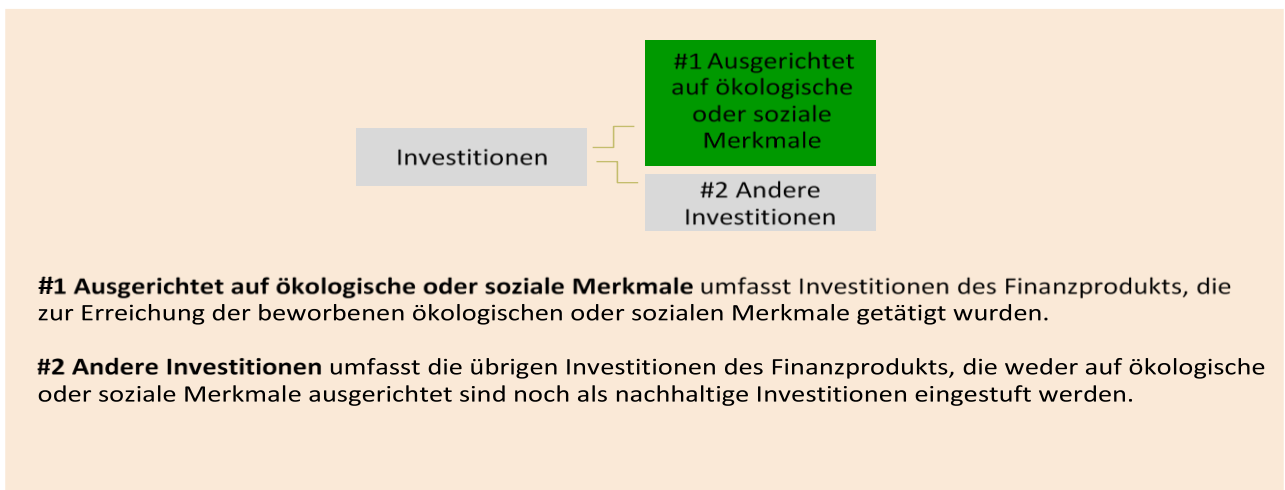 #1 Ausgerichtet
auf ökologische
oder soziale
Merkmale
Investitionen
#2 Andere
Investitionen
#1 Ausgerichtet auf ökologische oder soziale Merkmale umfasst Investitionen des Finanzprodukts, die
zur Erreichung der beworbenen ökologischen oder sozialen Merkmale getätigt wurden.
#2 Andere Investitionen umfasst die übrigen Investitionen des Finanzprodukts, die weder auf ökologische
oder soziale Merkmale ausgerichtet sind noch als nachhaltige Investitionen eingestuft werden.